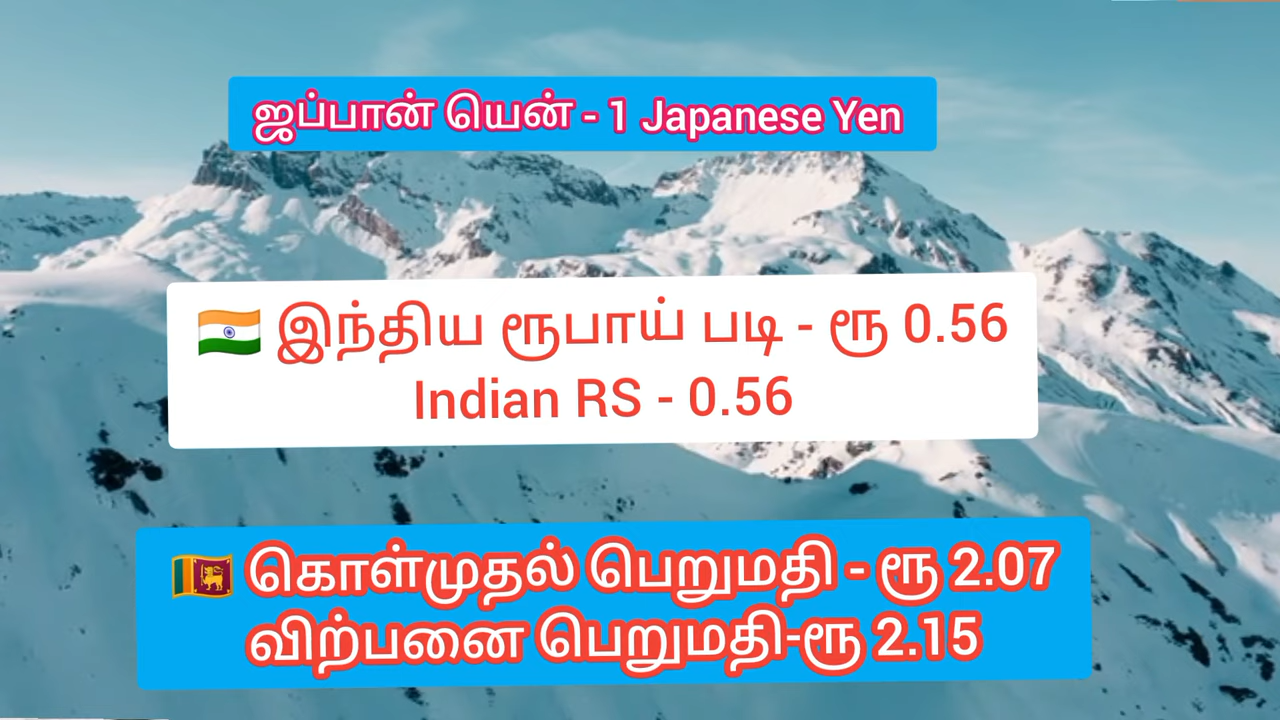 ஜப்பான் யென் - 1 Japanese Yen
🇮🇳 இந்திய ரூபாய் படி - ரூ 0.56
Indian RS - 0.56
🇱🇰 கொள்முதல் பெறுமதி - ரூ 2.07
விற்பனை பெறுமதி-ரூ 2.15